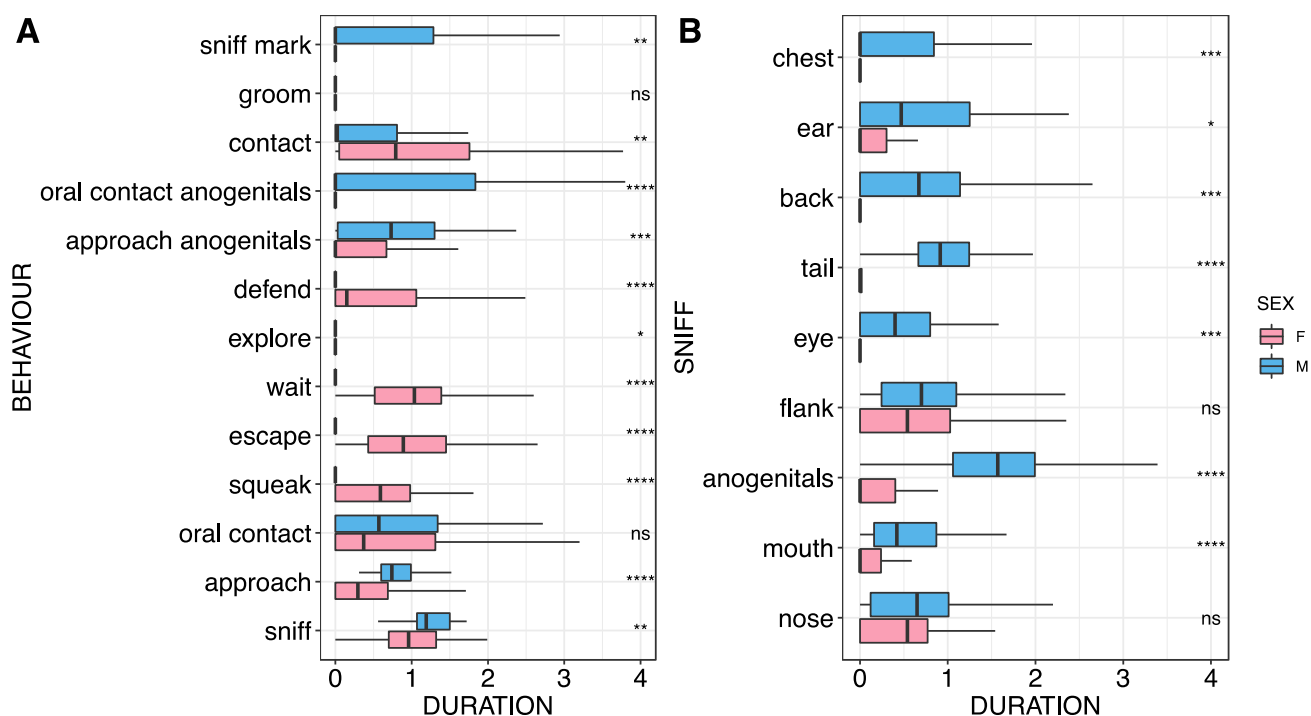 A
BEHAVIOUR
sniff mark **
groom ns
contact **
oral contact anogenitals ****
approach anogenitals ***
defend ****
explore *
wait ****
escape ****
squeak ****
oral contact ns
approach ****
sniff **
0 1 2 3 4
DURATION
B
SNIFF
chest ***
ear *
back ***
tail ****
eye ***
flank ns
anogenitals ****
mouth ****
nose ns
0 1 2 3 4
DURATION
SEX
F
M